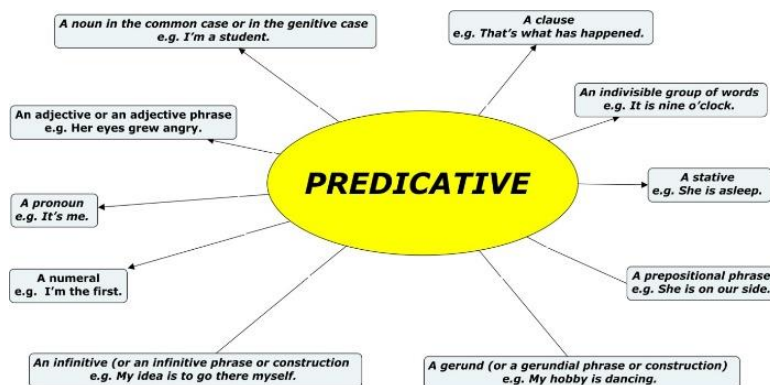 A noun in the common case or in the genitive case
e.g. I'm a student.
A clause
e.g. That's what has happened.
An indivisible group of words
e.g. It is nine o'clock.
An adjective or an adjective phrase
e.g. Her eyes grew angry.
PREDICATIVE
A stative
e.g. She is asleep.
A pronoun
e.g. It's me.
A numeral
e.g. I'm the first.
A prepositional phrase
e.g. She is on our side.
An infinitive (or an infinitive phrase or construction
e.g. My idea is to go there myself.
A gerund (or a gerundial phrase or construction)
e.g. My hobby is dancing.